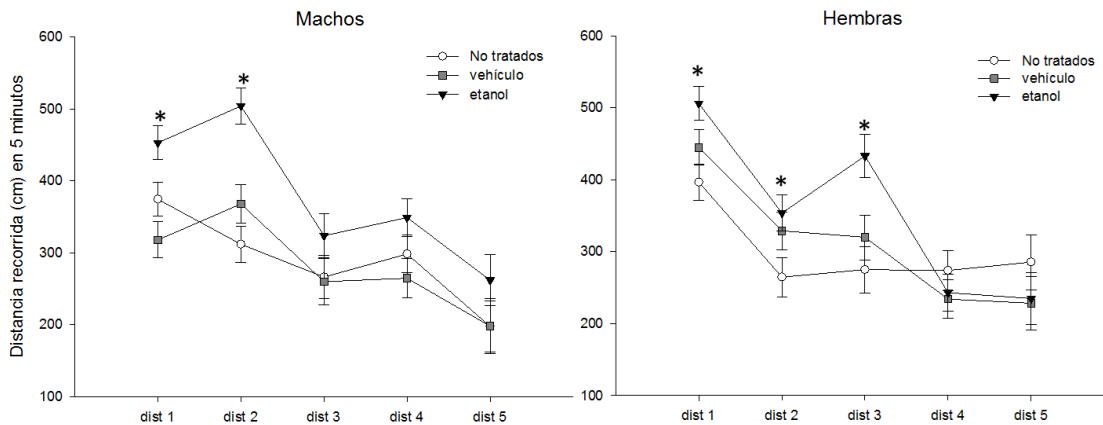 Machos
Distancia recorrida (cm) en 5 minutos
600
500
400
300
200
100
No tratados
vehículo
etanol
*
*
dist 1 dist 2 dist 3 dist 4 dist 5
Hembras
600
500
400
300
200
100
No tratados
vehículo
etanol
*
*
*
dist 1 dist 2 dist 3 dist 4 dist 5